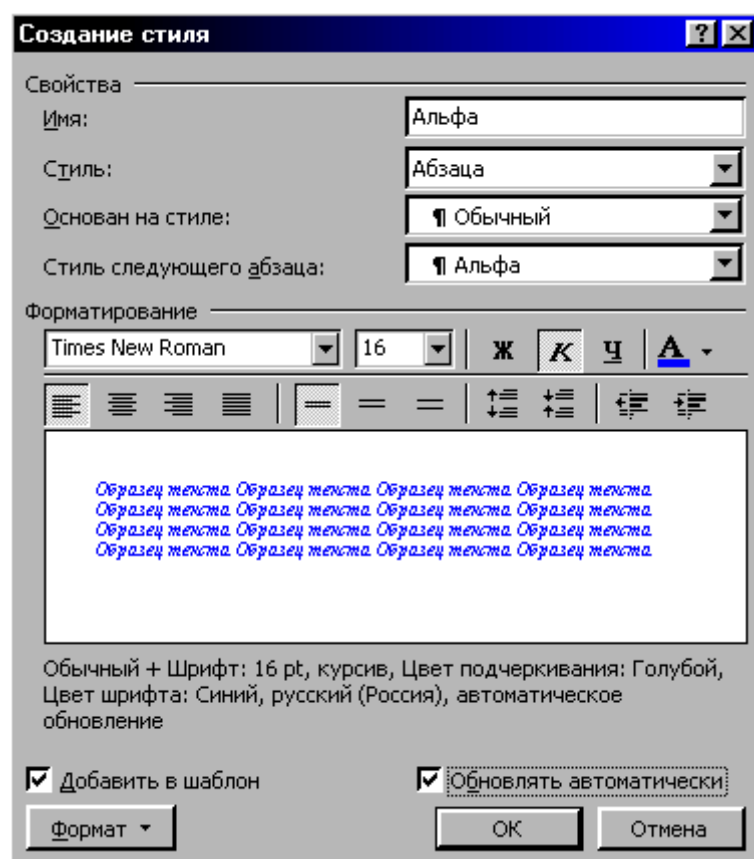 Создание стиля
Свойства
Имя: Альфа
Стиль: Абзаца
Основан на стиле: ¶ Обычный
Стиль следующего абзаца: ¶ Альфа
Форматирование
Times New Roman 16 Ж К Ч А
Образец текста Образец текста Образец текста Образец текста
Образец текста Образец текста Образец текста Образец текста
Образец текста Образец текста Образец текста Образец текста
Образец текста Образец текста Образец текста Образец текста
Обычный + Шрифт: 16 pt, курсив, Цвет подчеркивания: Голубой,
Цвет шрифта: Синий, русский (Россия), автоматическое
обновление
Добавить в шаблон Обновлять автоматически
Формат ОК Отмена